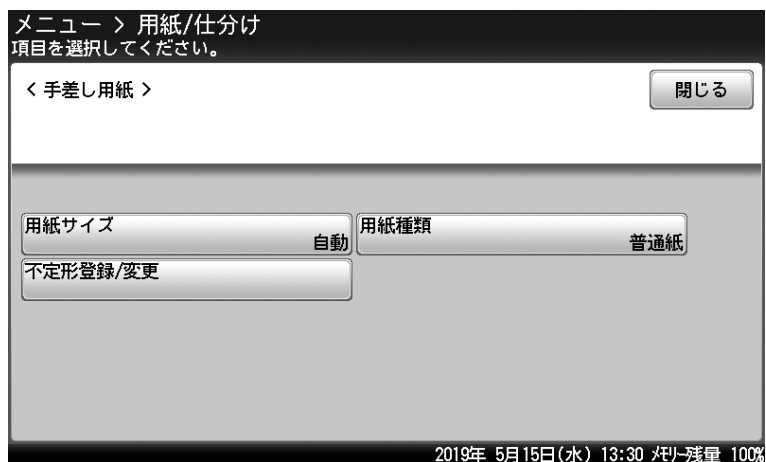 メニュー > 用紙/仕分け
項目を選択してください。
< 手差し用紙 >
閉じる
用紙サイズ
自動
用紙種類
普通紙
不定形登録/変更
2019年 5月15日(水) 13:30 ﾒﾓﾘｰ残量 100%